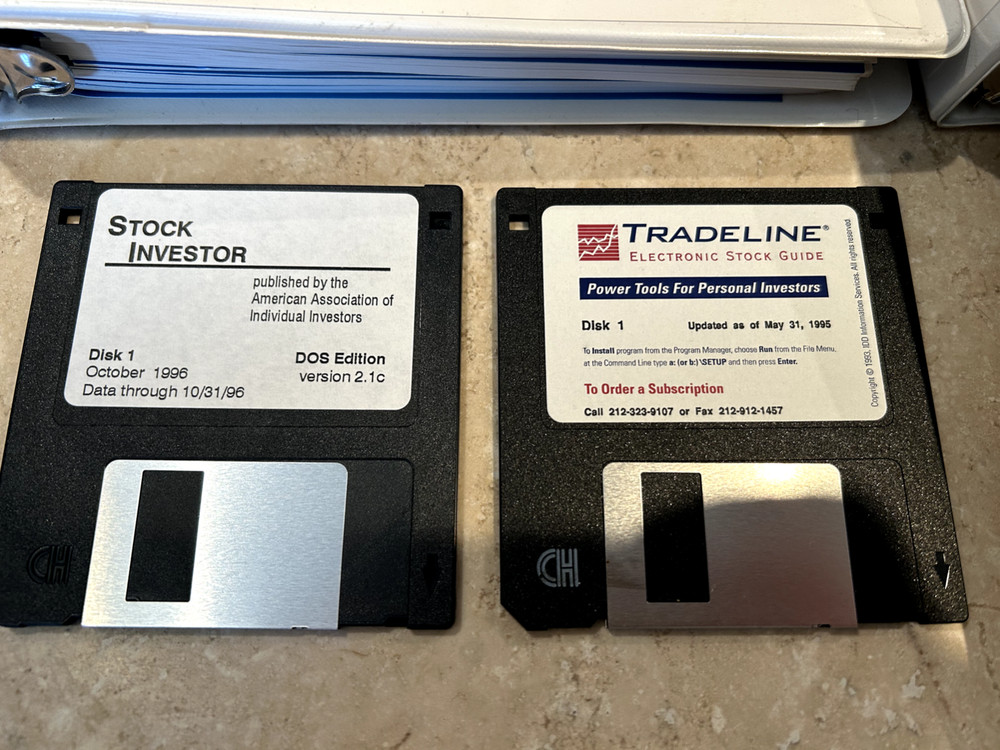 STOCK
INVESTOR
published by the
American Association of
Individual Investors
Disk 1
October 1996
Data through 10/31/96
DOS Edition
version 2.1c
TRADELINE®
ELECTRONIC STOCK GUIDE
Power Tools For Personal Investors
Disk 1 Updated as of May 31, 1995
To Install program from the Program Manager, choose Run from the File Menu,
at the Command Line type a: (or b:) \SETUP and then press Enter.
To Order a Subscription
Call 212-323-9107 or Fax 212-912-1457
Copyright © 1993, IDD Information Services. All rights reserved